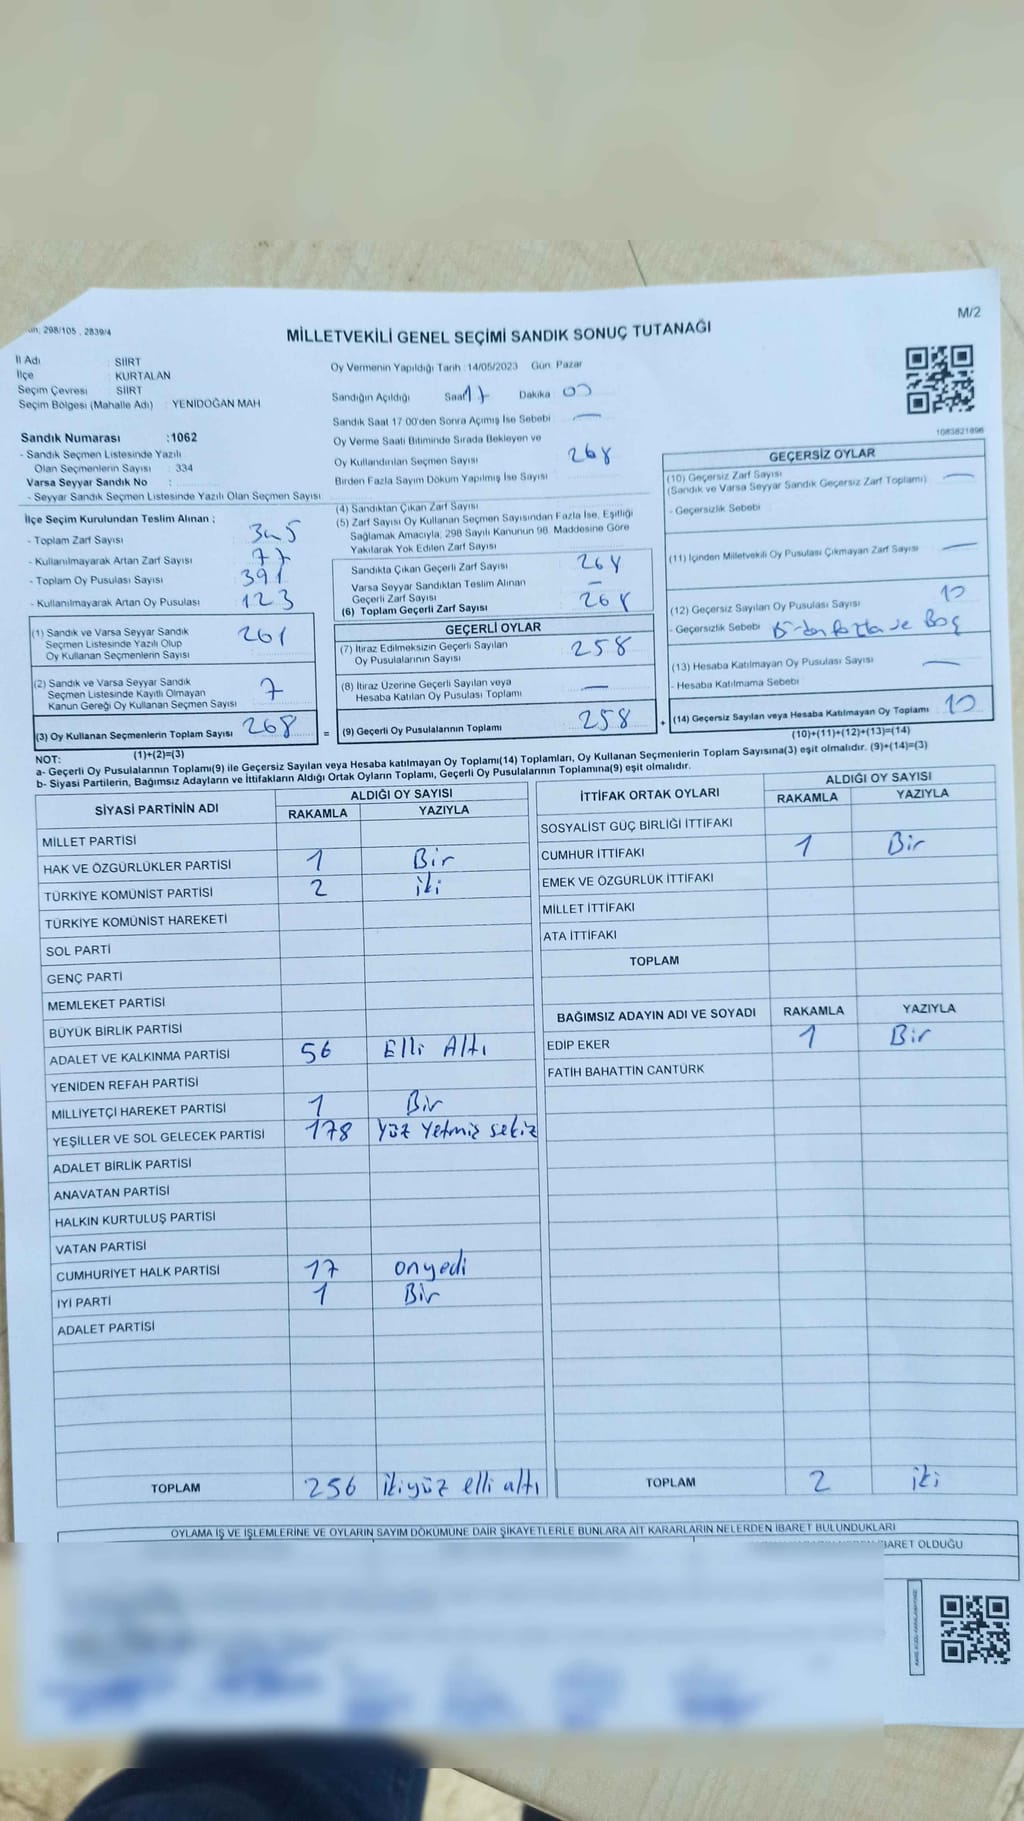 298/105 , 2839/4
M/2
MİLLETVEKİLİ GENEL SEÇİMİ SANDIK SONUÇ TUTANAĞI
İl Adı : SİİRT
İlçe : KURTALAN
Seçim Çevresi : SİİRT
Seçim Bölgesi (Mahalle Adı) : YENİDOĞAN MAH
Sandık Numarası :1062
- Sandık Seçmen Listesinde Yazılı
Olan Seçmenlerin Sayısı : 334
Varsa Seyyar Sandık No :
- Seyyar Sandık Seçmen Listesinde Yazılı Olan Seçmen Sayısı
Oy Vermenin Yapıldığı Tarih :14/05/2023 Gün: Pazar
Sandığın Açıldığı Saat 17 Dakika 00
Sandık Saat 17:00'den Sonra Açımış İse Sebebi —
Oy Verme Saati Bitiminde Sırada Bekleyen ve
Oy Kullandırılan Seçmen Sayısı 268
Birden Fazla Sayım Döküm Yapılmış İse Sayısı
1083821896
İlçe Seçim Kurulundan Teslim Alınan ;
- Toplam Zarf Sayısı 345
- Kullanılmayarak Artan Zarf Sayısı 77
- Toplam Oy Pusulası Sayısı 391
- Kullanılmayarak Artan Oy Pusulası 123
(1) Sandık ve Varsa Seyyar Sandık
Seçmen Listesinde Yazılı Olup
Oy Kullanan Seçmenlerin Sayısı 261
(2) Sandık ve Varsa Seyyar Sandık
Seçmen Listesinde Kayıtlı Olmayan
Kanun Gereği Oy Kullanan Seçmen Sayısı 7
(3) Oy Kullanan Seçmenlerin Toplam Sayısı 268 =
(1)+(2)=(3)
(4) Sandıktan Çıkan Zarf Sayısı
(5) Zarf Sayısı Oy Kullanan Seçmen Sayısından Fazla İse, Eşitliği
Sağlamak Amacıyla, 298 Sayılı Kanunun 98. Maddesine Göre
Yakılarak Yok Edilen Zarf Sayısı
Sandıkta Çıkan Geçerli Zarf Sayısı 268
Varsa Seyyar Sandıktan Teslim Alınan
Geçerli Zarf Sayısı —
(6) Toplam Geçerli Zarf Sayısı 268
GEÇERLİ OYLAR
(7) İtiraz Edilmeksizin Geçerli Sayılan
Oy Pusulalarının Sayısı 258
(8) İtiraz Üzerine Geçerli Sayılan veya
Hesaba Katılan Oy Pusulası Toplamı —
(9) Geçerli Oy Pusulalarının Toplamı 258 +
GEÇERSİZ OYLAR
(10) Geçersiz Zarf Sayısı —
(Sandık ve Varsa Seyyar Sandık Geçersiz Zarf Toplamı)
- Geçersizlik Sebebi
(11) İçinden Milletvekili Oy Pusulası Çıkmayan Zarf Sayısı —
(12) Geçersiz Sayılan Oy Pusulası Sayısı 10
- Geçersizlik Sebebi Birden Fazla ve Boş
(13) Hesaba Katılmayan Oy Pusulası Sayısı —
- Hesaba Katılmama Sebebi
(14) Geçersiz Sayılan veya Hesaba Katılmayan Oy Toplamı 10
(10)+(11)+(12)+(13)=(14)
NOT:
a- Geçerli Oy Pusulalarının Toplamı(9) ile Geçersiz Sayılan veya Hesaba katılmayan Oy Toplamı(14) Toplamları, Oy Kullanan Seçmenlerin Toplam Sayısına(3) eşit olmalıdır. (9)+(14)=(3)
b- Siyasi Partilerin, Bağımsız Adayların ve İttifakların Aldığı Ortak Oyların Toplamı, Geçerli Oy Pusulalarının Toplamına(9) eşit olmalıdır.
SİYASİ PARTİNİN ADI
ALDIĞI OY SAYISI
RAKAMLA YAZIYLA
MİLLET PARTİSİ
HAK VE ÖZGÜRLÜKLER PARTİSİ 1 Bir
TÜRKİYE KOMÜNİST PARTİSİ 2 iki
TÜRKİYE KOMÜNİST HAREKETİ
SOL PARTİ
GENÇ PARTİ
MEMLEKET PARTİSİ
BÜYÜK BİRLİK PARTİSİ
ADALET VE KALKINMA PARTİSİ 56 Elli Altı
YENİDEN REFAH PARTİSİ
MİLLİYETÇİ HAREKET PARTİSİ 1 Bir
YEŞİLLER VE SOL GELECEK PARTİSİ 178 Yüz Yetmiş sekiz
ADALET BİRLİK PARTİSİ
ANAVATAN PARTİSİ
HALKIN KURTULUŞ PARTİSİ
VATAN PARTİSİ
CUMHURİYET HALK PARTİSİ 17 onyedi
İYİ PARTİ 1 Bir
ADALET PARTİSİ
TOPLAM 256 ikiyüz elli altı
İTTİFAK ORTAK OYLARI
ALDIĞI OY SAYISI
RAKAMLA YAZIYLA
SOSYALİST GÜÇ BİRLİĞİ İTTİFAKI
CUMHUR İTTİFAKI 1 Bir
EMEK VE ÖZGÜRLÜK İTTİFAKI
MİLLET İTTİFAKI
ATA İTTİFAKI
TOPLAM
BAĞIMSIZ ADAYIN ADI VE SOYADI RAKAMLA YAZIYLA
EDİP EKER 1 Bir
FATİH BAHATTİN CANTÜRK
TOPLAM 2 iki
OYLAMA İŞ VE İŞLEMLERİNE VE OYLARIN SAYIM DÖKÜMÜNE DAİR ŞİKAYETLERLE BUNLARA AİT KARARLARIN NELERDEN İBARET BULUNDUKLARI
İBARET OLDUĞU